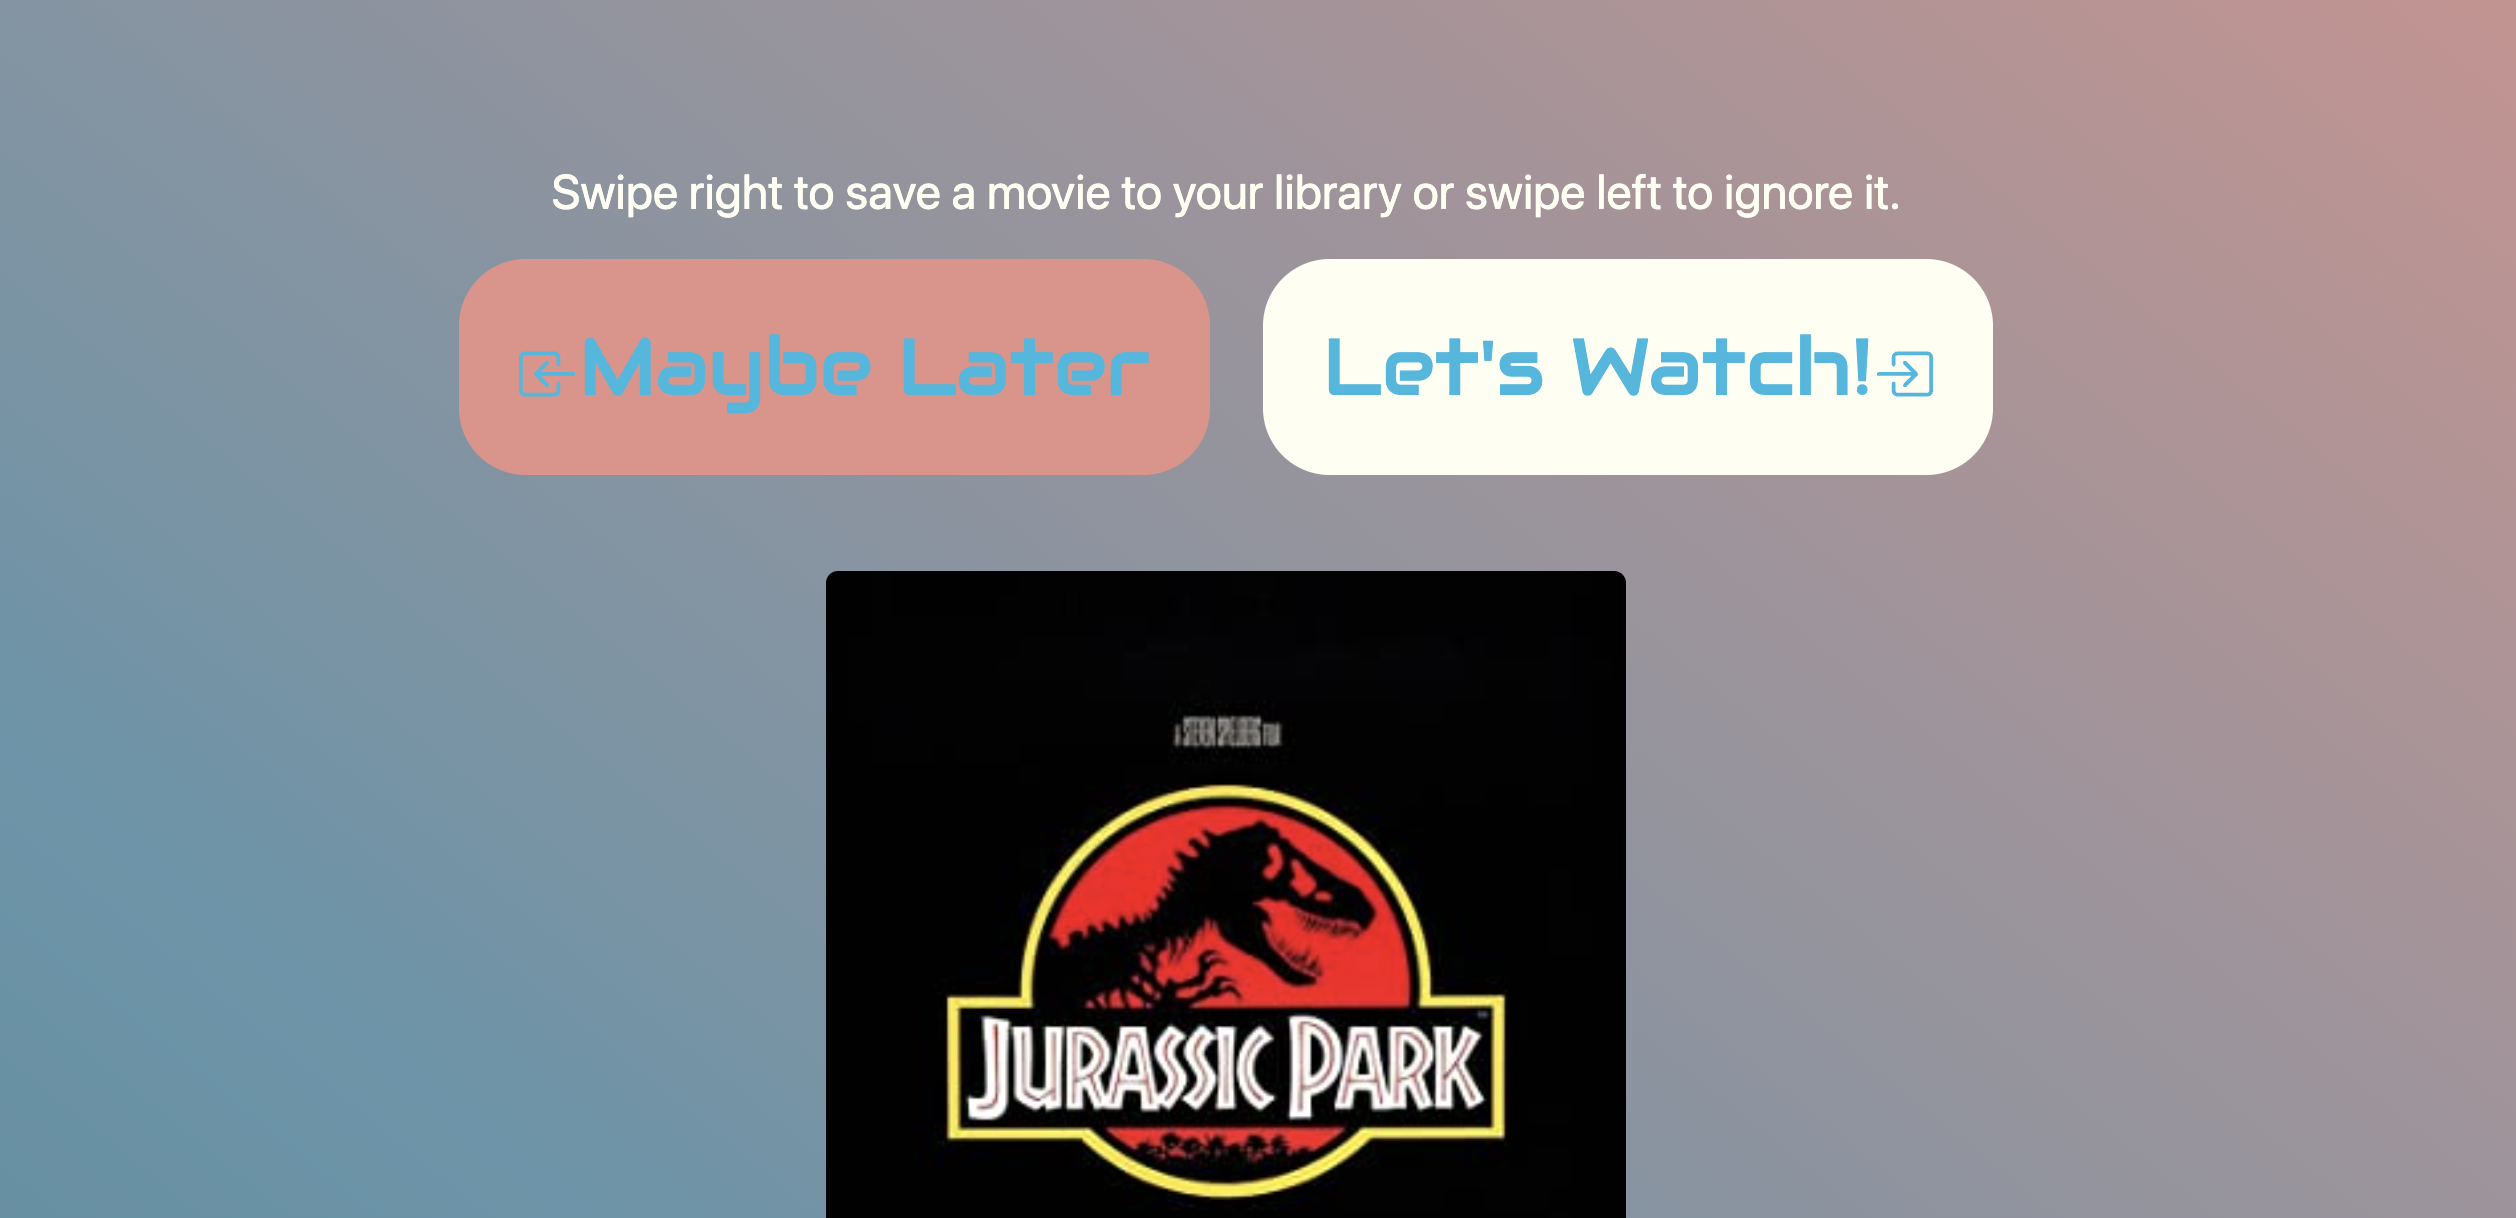 Swipe right to save a movie to your library or swipe left to ignore it.
Maybe Later
Let's Watch!
A STEVEN SPIELBERG FILM
JURASSIC PARK